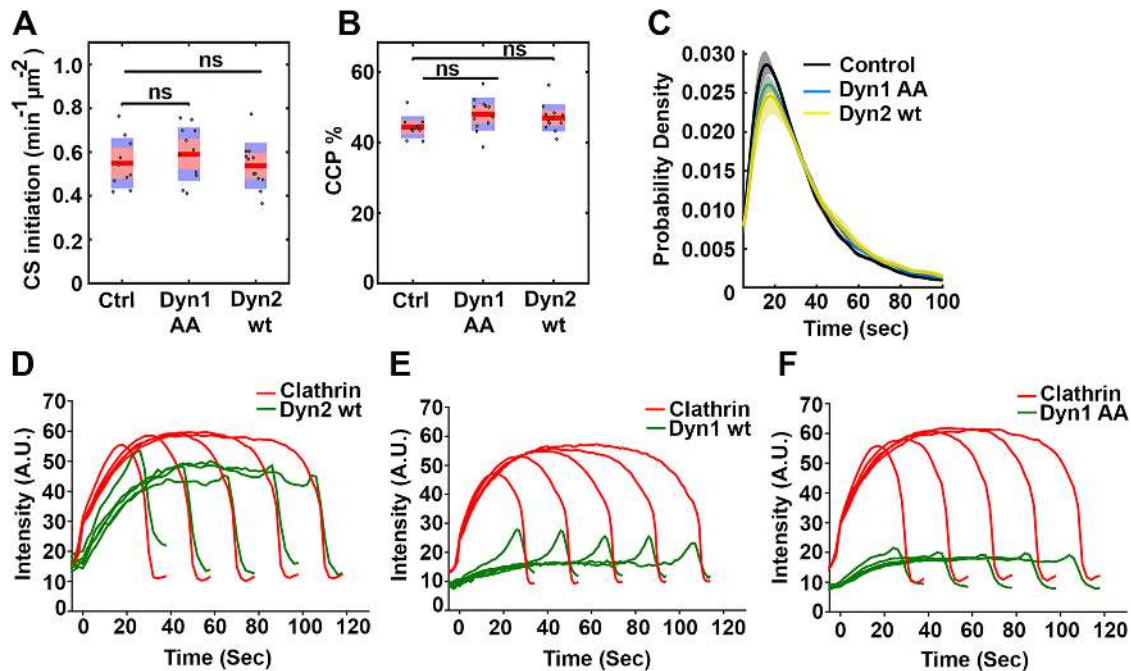 A
CS initiation (min⁻¹ µm⁻²)
1.0
0.8
0.6
0.4
0.2
0
ns
ns
Ctrl
Dyn1
AA
Dyn2
wt
B
CCP %
60
40
20
0
ns
ns
Ctrl
Dyn1
AA
Dyn2
wt
C
Probability Density
0.030
0.025
0.020
0.015
0.010
0.005
0
Control
Dyn1 AA
Dyn2 wt
20 40 60 80 100
Time (sec)
D
Clathrin
Dyn2 wt
Intensity (A.U.)
70
60
50
40
30
20
10
0
0 20 40 60 80 100 120
Time (Sec)
E
Clathrin
Dyn1 wt
Intensity (A.U.)
70
60
50
40
30
20
10
0
0 20 40 60 80 100 120
Time (Sec)
F
Clathrin
Dyn1 AA
Intensity (A.U.)
70
60
50
40
30
20
10
0
0 20 40 60 80 100 120
Time (Sec)